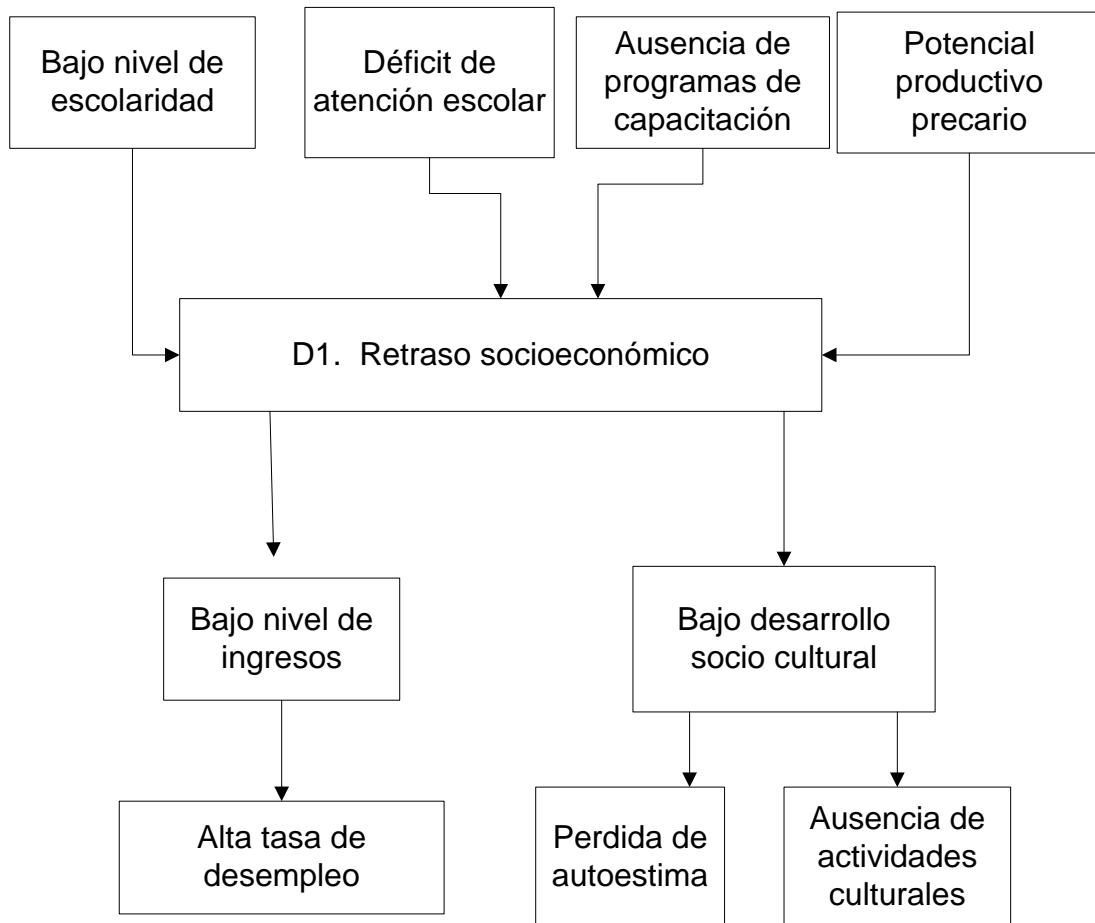 Bajo nivel de
escolaridad
Déficit de
atención escolar
Ausencia de
programas de
capacitación
Potencial
productivo
precario
D1.  Retraso socioeconómico
Bajo nivel de
ingresos
Bajo desarrollo
socio cultural
Alta tasa de
desempleo
Perdida de
autoestima
Ausencia de
actividades
culturales